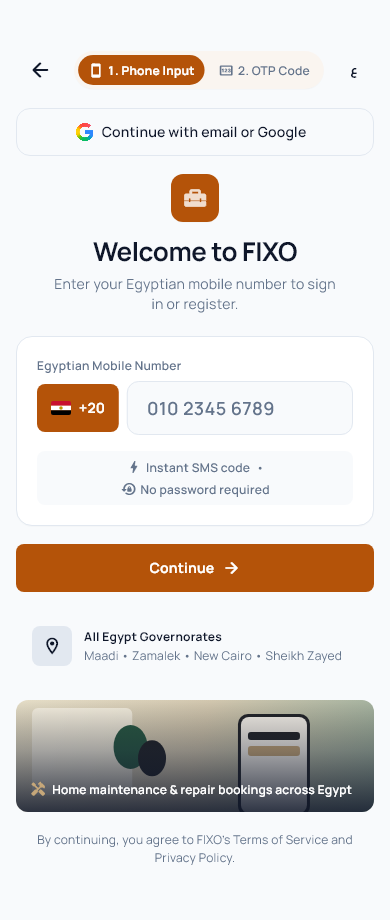 1. Phone Input
2. OTP Code
ع
Continue with email or Google
Welcome to FIXO
Enter your Egyptian mobile number to sign
in or register.
Egyptian Mobile Number
+20
010 2345 6789
Instant SMS code •
No password required
Continue
All Egypt Governorates
Maadi • Zamalek • New Cairo • Sheikh Zayed
Home maintenance & repair bookings across Egypt
By continuing, you agree to FIXO's Terms of Service and
Privacy Policy.